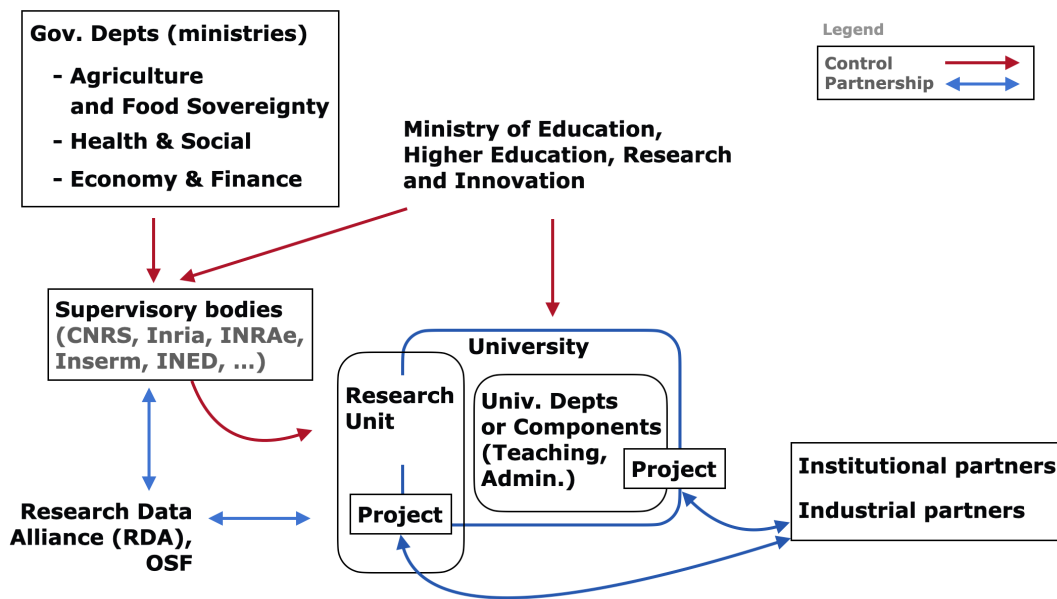 Gov. Depts (ministries)
- Agriculture
and Food Sovereignty
- Health & Social
- Economy & Finance
Legend
Control
Partnership
Ministry of Education,
Higher Education, Research
and Innovation
Supervisory bodies
(CNRS, Inria, INRAe,
Inserm, INED, ...)
University
Research
Unit
Univ. Depts
or Components
(Teaching,
Admin.)
Project
Institutional partners
Industrial partners
Research Data
Alliance (RDA),
OSF
Project